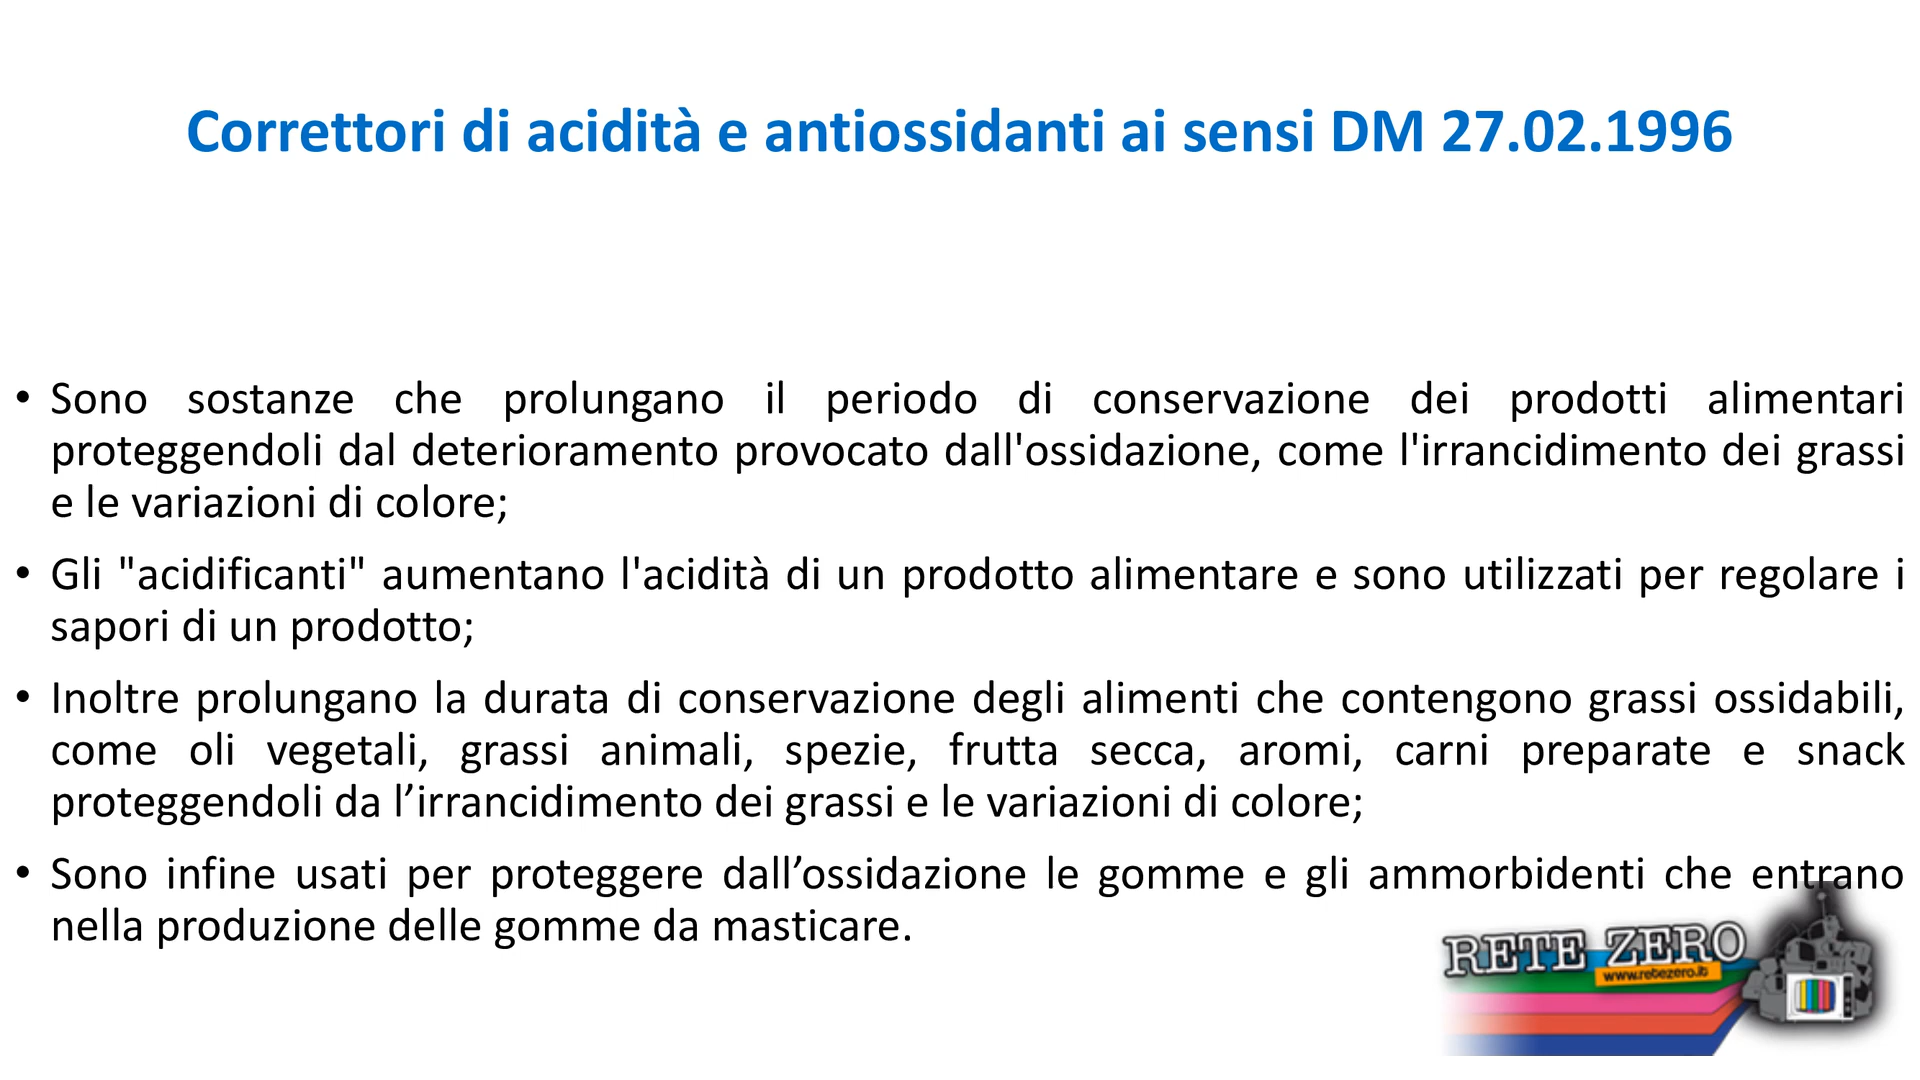 Correttori di acidità e antiossidanti ai sensi DM 27.02.1996
• Sono sostanze che prolungano il periodo di conservazione dei prodotti alimentari
proteggendoli dal deterioramento provocato dall'ossidazione, come l'irrancidimento dei grassi
e le variazioni di colore;
• Gli "acidificanti" aumentano l'acidità di un prodotto alimentare e sono utilizzati per regolare i
sapori di un prodotto;
• Inoltre prolungano la durata di conservazione degli alimenti che contengono grassi ossidabili,
come oli vegetali, grassi animali, spezie, frutta secca, aromi, carni preparate e snack
proteggendoli da l’irrancidimento dei grassi e le variazioni di colore;
• Sono infine usati per proteggere dall’ossidazione le gomme e gli ammorbidenti che entrano
nella produzione delle gomme da masticare.
RETE ZERO
www.retezero.it